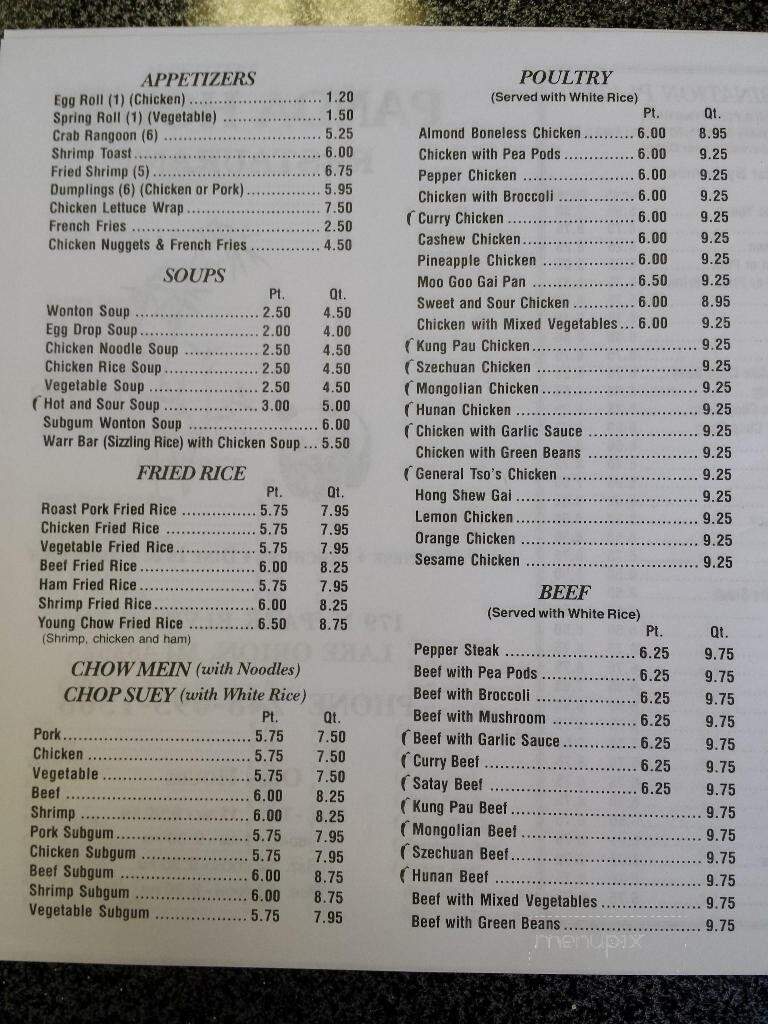 APPETIZERS
Egg Roll (1) (Chicken) ........................... 1.20
Spring Roll (1) (Vegetable) .................... 1.50
Crab Rangoon (6) .................................. 5.25
Shrimp Toast ....................................... 6.00
Fried Shrimp (5) ................................... 6.75
Dumplings (6) (Chicken or Pork) ............... 5.95
Chicken Lettuce Wrap ........................... 7.50
French Fries ....................................... 2.50
Chicken Nuggets & French Fries .............. 4.50
SOUPS
Pt. Qt.
Wonton Soup ......................... 2.50 4.50
Egg Drop Soup ........................ 2.00 4.00
Chicken Noodle Soup ................ 2.50 4.50
Chicken Rice Soup ................... 2.50 4.50
Vegetable Soup ....................... 2.50 4.50
Hot and Sour Soup ................... 3.00 5.00
Subgum Wonton Soup ........................... 6.00
Warr Bar (Sizzling Rice) with Chicken Soup ... 5.50
FRIED RICE
Pt. Qt.
Roast Pork Fried Rice ............... 5.75 7.95
Chicken Fried Rice .................. 5.75 7.95
Vegetable Fried Rice ................ 5.75 7.95
Beef Fried Rice ....................... 6.00 8.25
Ham Fried Rice ....................... 5.75 7.95
Shrimp Fried Rice .................... 6.00 8.25
Young Chow Fried Rice ............. 6.50 8.75
(Shrimp, chicken and ham)
CHOW MEIN (with Noodles)
CHOP SUEY (with White Rice)
Pt. Qt.
Pork ..................................... 5.75 7.50
Chicken ................................. 5.75 7.50
Vegetable .............................. 5.75 7.50
Beef ..................................... 6.00 8.25
Shrimp .................................. 6.00 8.25
Pork Subgum .......................... 5.75 7.95
Chicken Subgum ..................... 5.75 7.95
Beef Subgum ......................... 6.00 8.75
Shrimp Subgum ...................... 6.00 8.75
Vegetable Subgum .................. 5.75 7.95
POULTRY
(Served with White Rice)
Pt. Qt.
Almond Boneless Chicken .......... 6.00 8.95
Chicken with Pea Pods ............. 6.00 9.25
Pepper Chicken ...................... 6.00 9.25
Chicken with Broccoli ............... 6.00 9.25
Curry Chicken ........................ 6.00 9.25
Cashew Chicken ..................... 6.00 9.25
Pineapple Chicken .................. 6.00 9.25
Moo Goo Gai Pan .................... 6.50 9.25
Sweet and Sour Chicken ........... 6.00 8.95
Chicken with Mixed Vegetables ... 6.00 9.25
Kung Pau Chicken .............................. 9.25
Szechuan Chicken ............................. 9.25
Mongolian Chicken ............................ 9.25
Hunan Chicken ................................. 9.25
Chicken with Garlic Sauce .................... 9.25
Chicken with Green Beans .................... 9.25
General Tso's Chicken ......................... 9.25
Hong Shew Gai ................................. 9.25
Lemon Chicken ................................. 9.25
Orange Chicken ................................ 9.25
Sesame Chicken ............................... 9.25
BEEF
(Served with White Rice)
Pt. Qt.
Pepper Steak .......................... 6.25 9.75
Beef with Pea Pods .................. 6.25 9.75
Beef with Broccoli .................... 6.25 9.75
Beef with Mushroom ................ 6.25 9.75
Beef with Garlic Sauce .............. 6.25 9.75
Curry Beef ............................. 6.25 9.75
Satay Beef ............................. 6.25 9.75
Kung Pau Beef .................................. 9.75
Mongolian Beef ................................. 9.75
Szechuan Beef .................................. 9.75
Hunan Beef ..................................... 9.75
Beef with Mixed Vegetables .................. 9.75
Beef with Green Beans ........................ 9.75
menupix